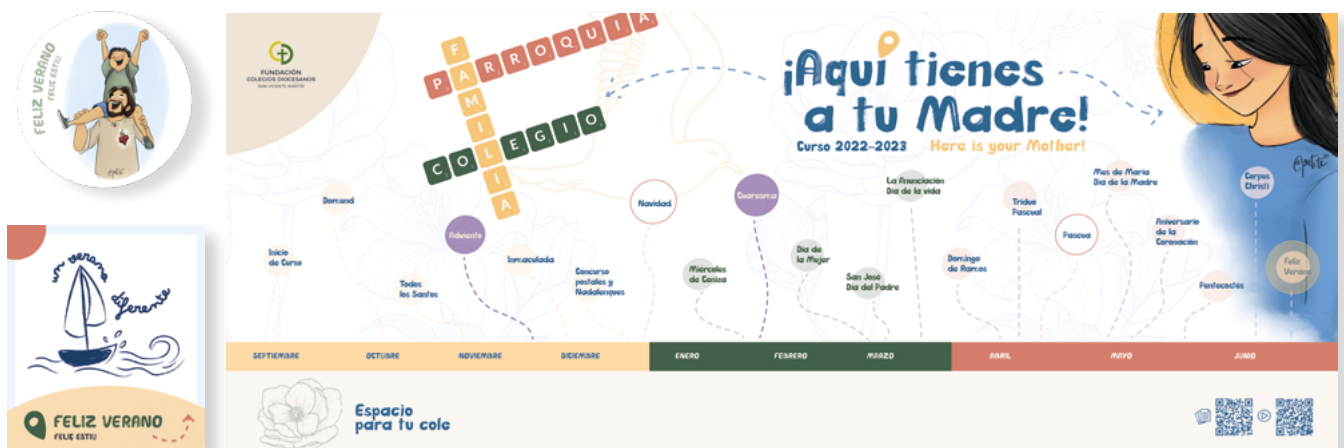 FELIZ VERANO
FELIÇ ESTIU
un verano
diferente
FELIZ VERANO
FELIÇ ESTIU
FUNDACIÓN
COLEGIOS DIOCESANOS
SAN VICENTE MÁRTIR
PARROQUIA
FAMILIA
COLEGIO
¡Aquí tienes
a tu Madre!
Curso 2022-2023 Here is your Mother!
Inicio
de Curso
Domund
Todos
los Santos
Adviento
Inmaculada
Concurso
postales y
Nadalenques
Navidad
Miércoles
de Ceniza
Cuaresma
Día de
la Mujer
San José
Día del Padre
La Anunciación
Día de la vida
Domingo
de Ramos
Triduo
Pascual
Pascua
Mes de María
Día de la Madre
Aniversario
de la
Coronación
Pentecostés
Corpus
Christi
Feliz
Verano
SEPTIEMBRE OCTUBRE NOVIEMBRE DICIEMBRE ENERO FEBRERO MARZO ABRIL MAYO JUNIO
Espacio
para tu cole